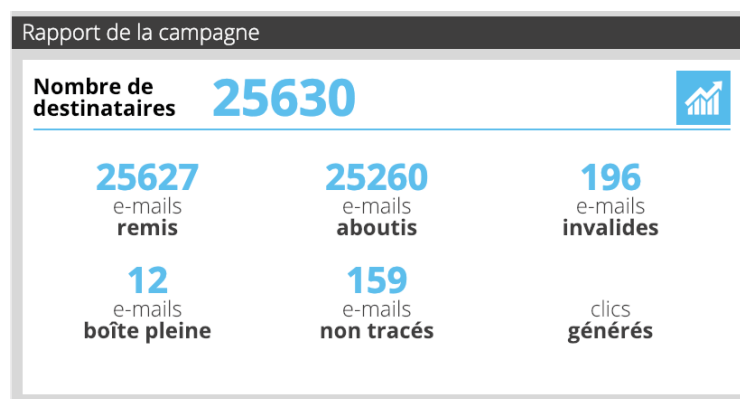 Rapport de la campagne
Nombre de
destinataires
25630
25627
e-mails
remis
25260
e-mails
aboutis
196
e-mails
invalides
12
e-mails
boîte pleine
159
e-mails
non tracés
clics
générés